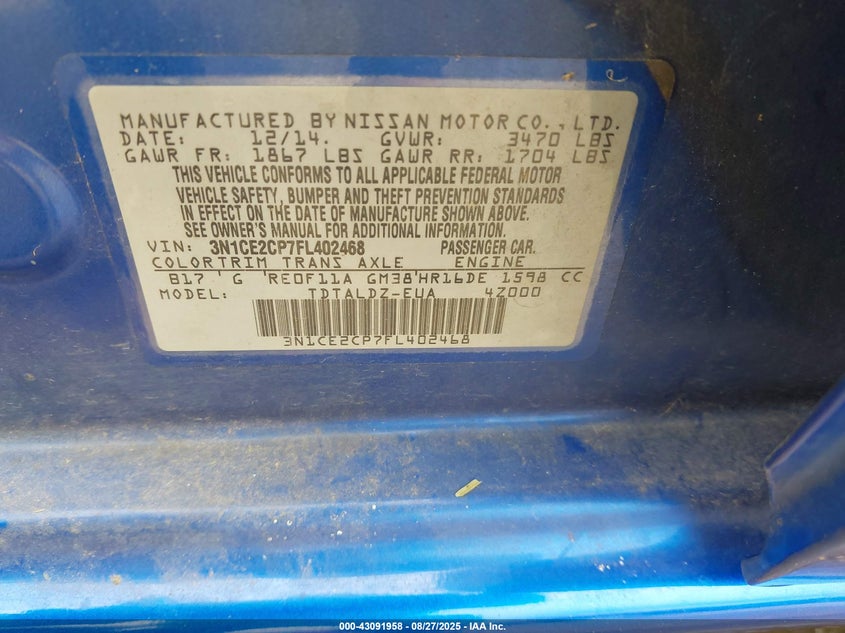 MANUFACTURED BY NISSAN MOTOR CO., LTD.
DATE: 12/14. GVWR: 3470 LBS
GAWR FR: 1867 LBS GAWR RR: 1704 LBS
THIS VEHICLE CONFORMS TO ALL APPLICABLE FEDERAL MOTOR
VEHICLE SAFETY, BUMPER AND THEFT PREVENTION STANDARDS
IN EFFECT ON THE DATE OF MANUFACTURE SHOWN ABOVE.
SEE OWNER'S MANUAL FOR ADDITIONAL INFORMATION.
VIN: 3N1CE2CP7FL402468 PASSENGER CAR.
COLORTRIM TRANS AXLE ENGINE
B17 'G 'RE0F11A GM38'HR16DE 1598 CC
MODEL: TDTALDZ-EUA 4Z000
3N1CE2CP7FL402468
000-43091958 - 08/27/2025 - IAA Inc.